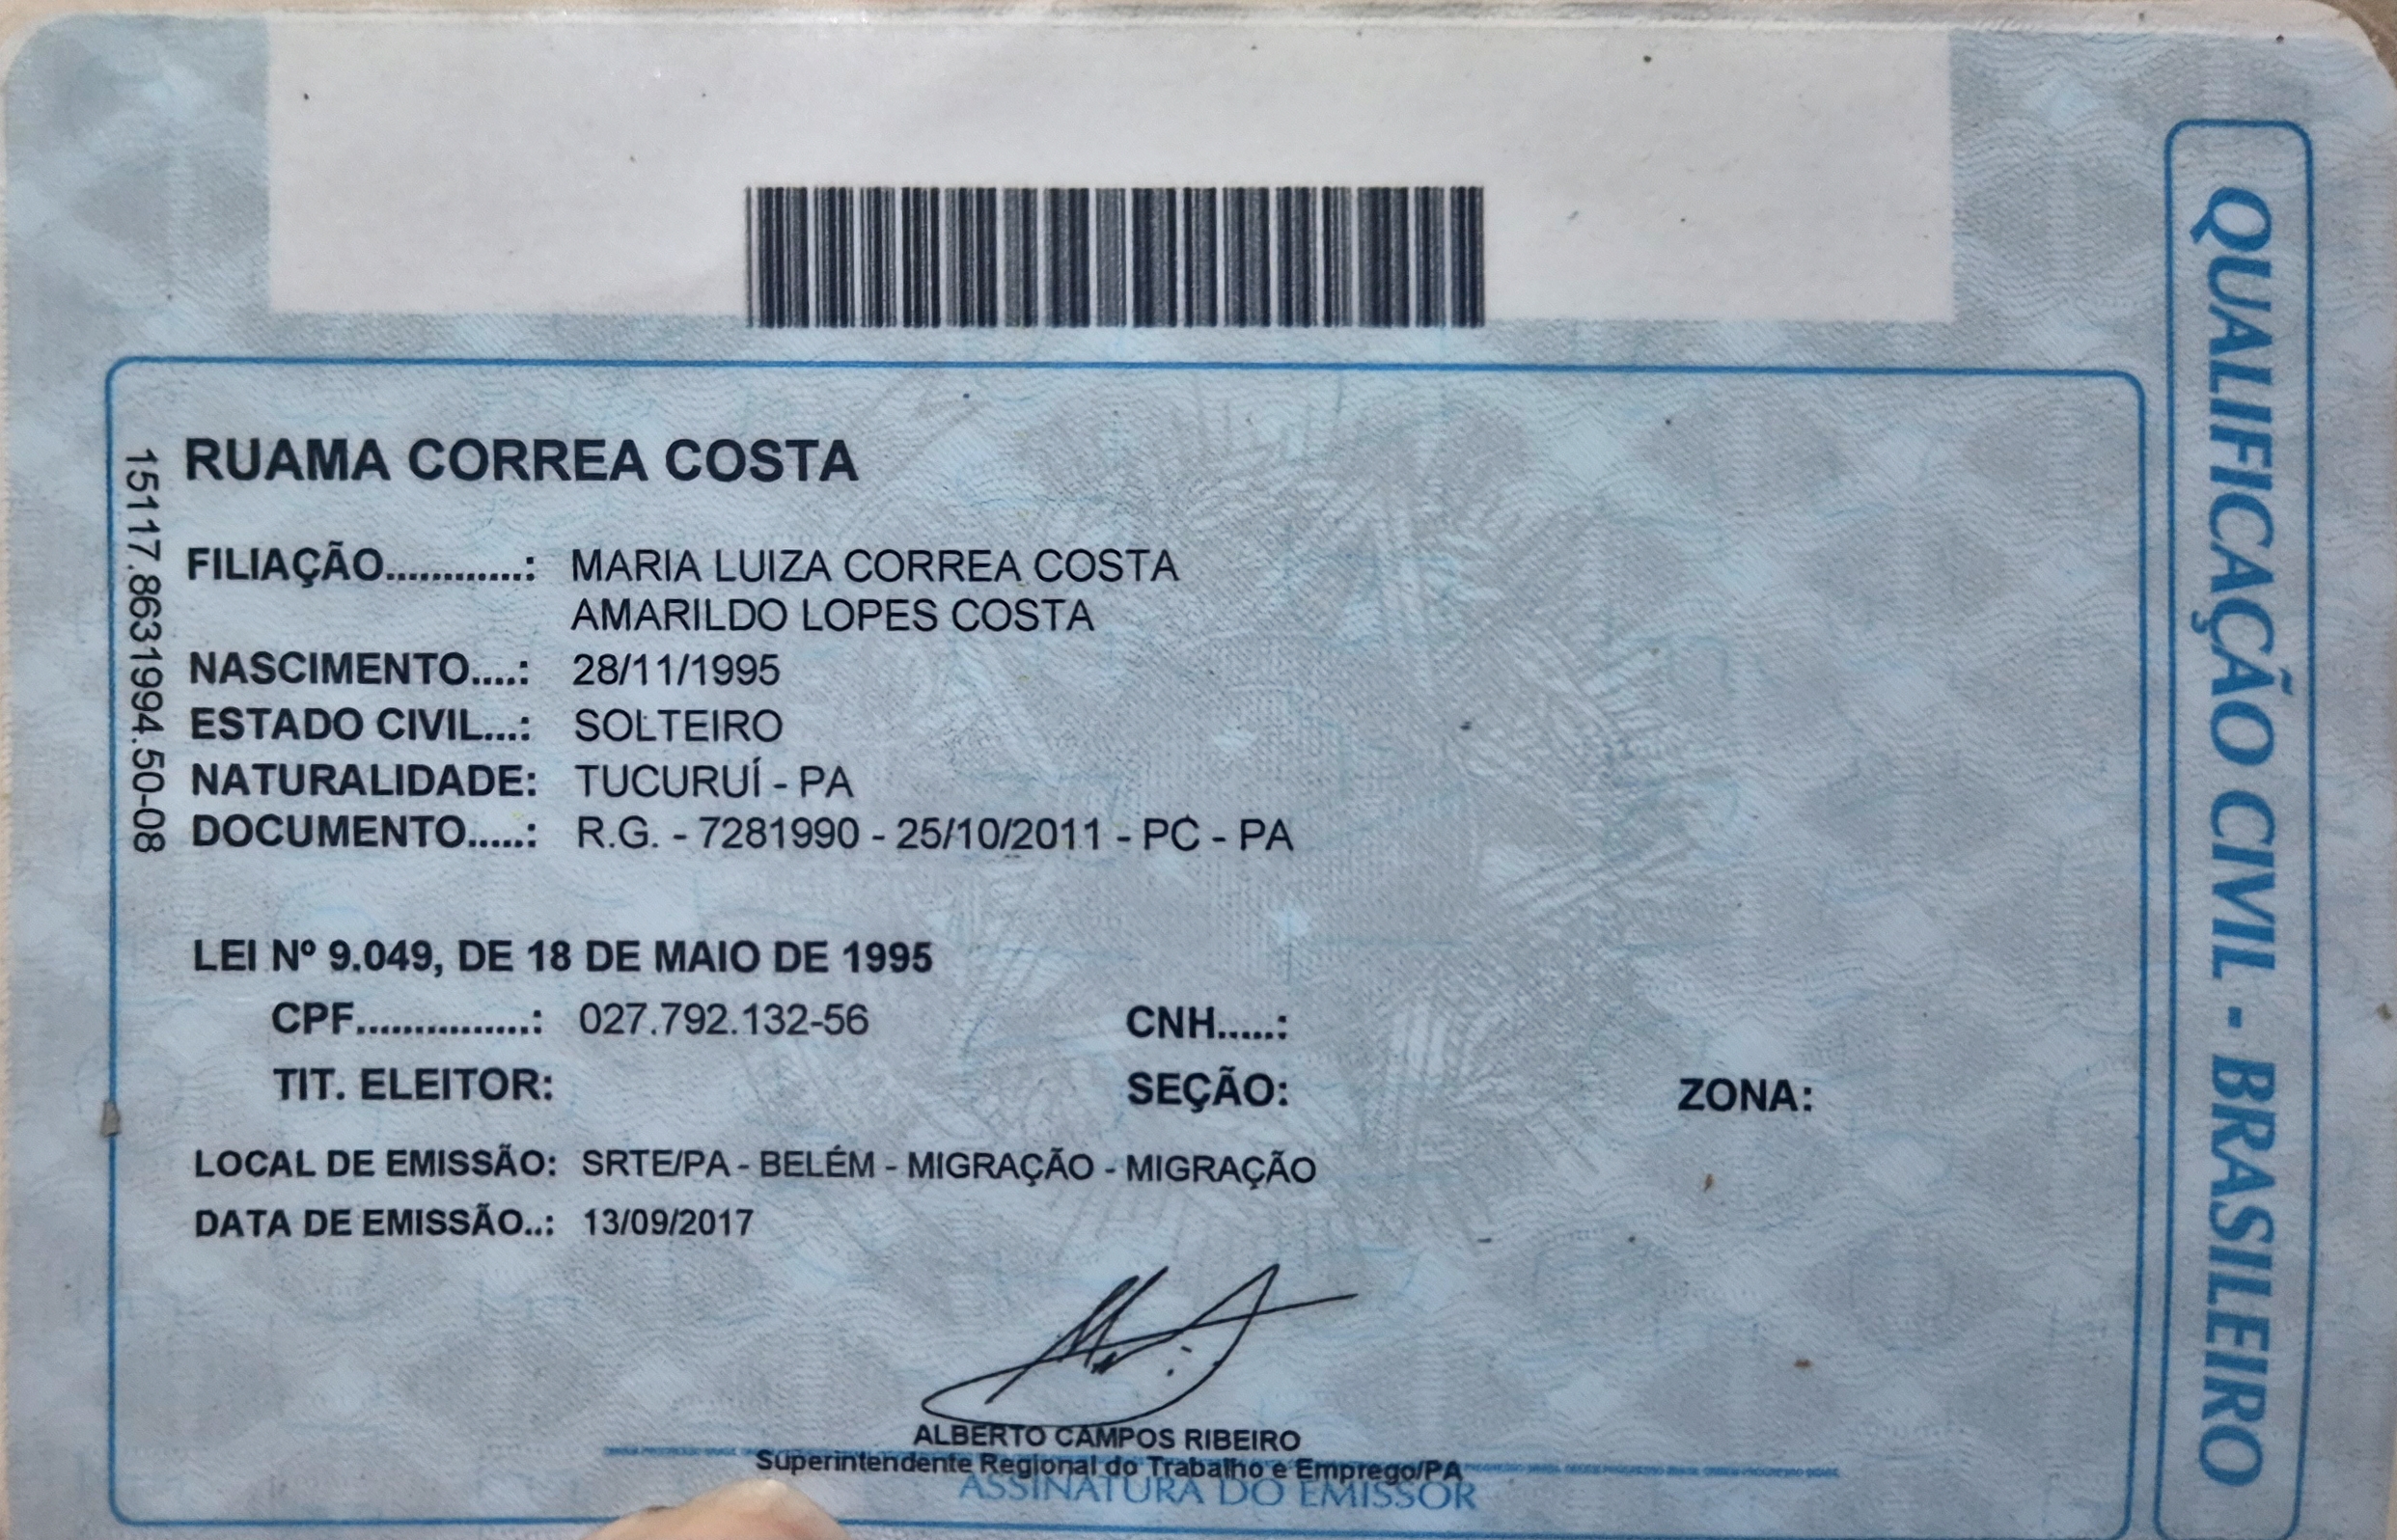 RUAMA CORREA COSTA
FILIAÇÃO............: MARIA LUIZA CORREA COSTA
AMARILDO LOPES COSTA
NASCIMENTO....: 28/11/1995
ESTADO CIVIL...: SOLTEIRO
NATURALIDADE: TUCURUÍ - PA
DOCUMENTO.....: R.G. - 7281990 - 25/10/2011 - PC - PA
LEI Nº 9.049, DE 18 DE MAIO DE 1995
CPF...............: 027.792.132-56 CNH.....:
TIT. ELEITOR: SEÇÃO: ZONA:
LOCAL DE EMISSÃO: SRTE/PA - BELÉM - MIGRAÇÃO - MIGRAÇÃO
DATA DE EMISSÃO..: 13/09/2017
ALBERTO CAMPOS RIBEIRO
Superintendente Regional do Trabalho e Emprego/PA
ASSINATURA DO EMISSOR
15117.8631994.50-08
QUALIFICAÇÃO CIVIL - BRASILEIRO